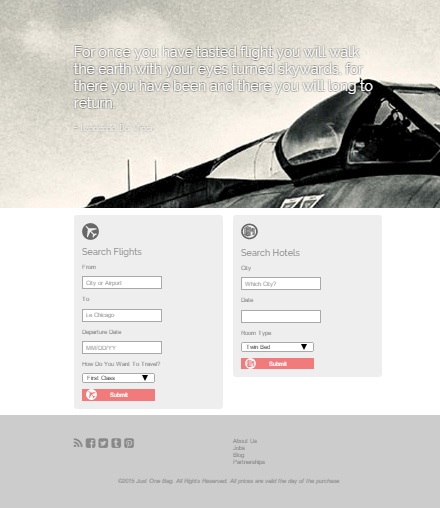 For once you have tasted flight you will walk
the earth with your eyes turned skywards, for
there you have been and there you will long to
return.
Search Flights
From
City or Airport
To
Le Chicago
Departure Date
MM/DD/YY
How Do You Want To Travel?
First Class
Submit
Search Hotels
City
Which City?
Date
Room Type
Twin Bed
Submit
About Us
Jobs
Blog
Partnerships
©2015 Just One Bag. All Rights Reserved. All prices are valid the day of the purchase